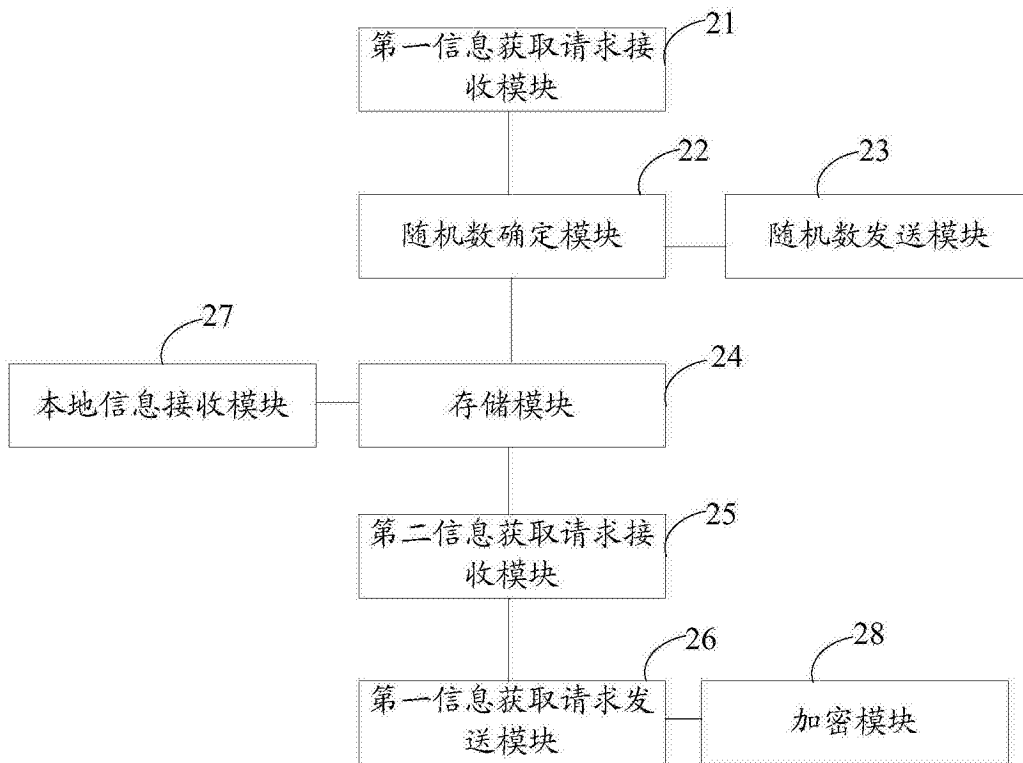 21
第一信息获取请求接
收模块
22
23
随机数确定模块
随机数发送模块
27
24
本地信息接收模块
存储模块
25
第二信息获取请求接
收模块
26
28
第一信息获取请求发
送模块
加密模块